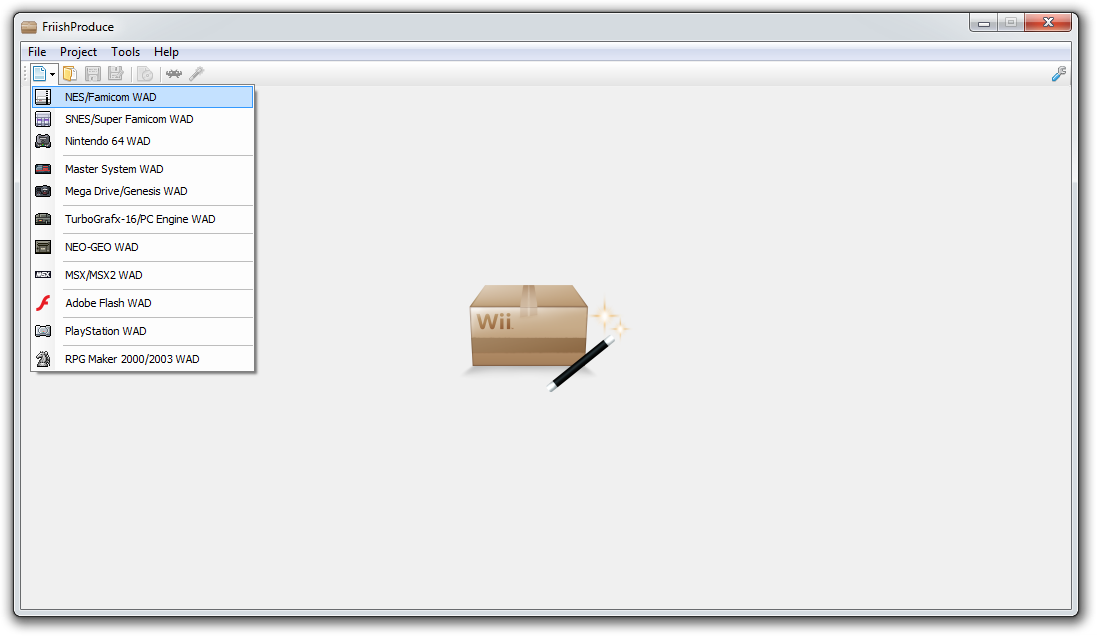 FriishProduce
File Project Tools Help
NES/Famicom WAD
SNES/Super Famicom WAD
Nintendo 64 WAD
Master System WAD
Mega Drive/Genesis WAD
TurboGrafx-16/PC Engine WAD
NEO-GEO WAD
MSX MSX/MSX2 WAD
Adobe Flash WAD
PlayStation WAD
RPG Maker 2000/2003 WAD
Wii